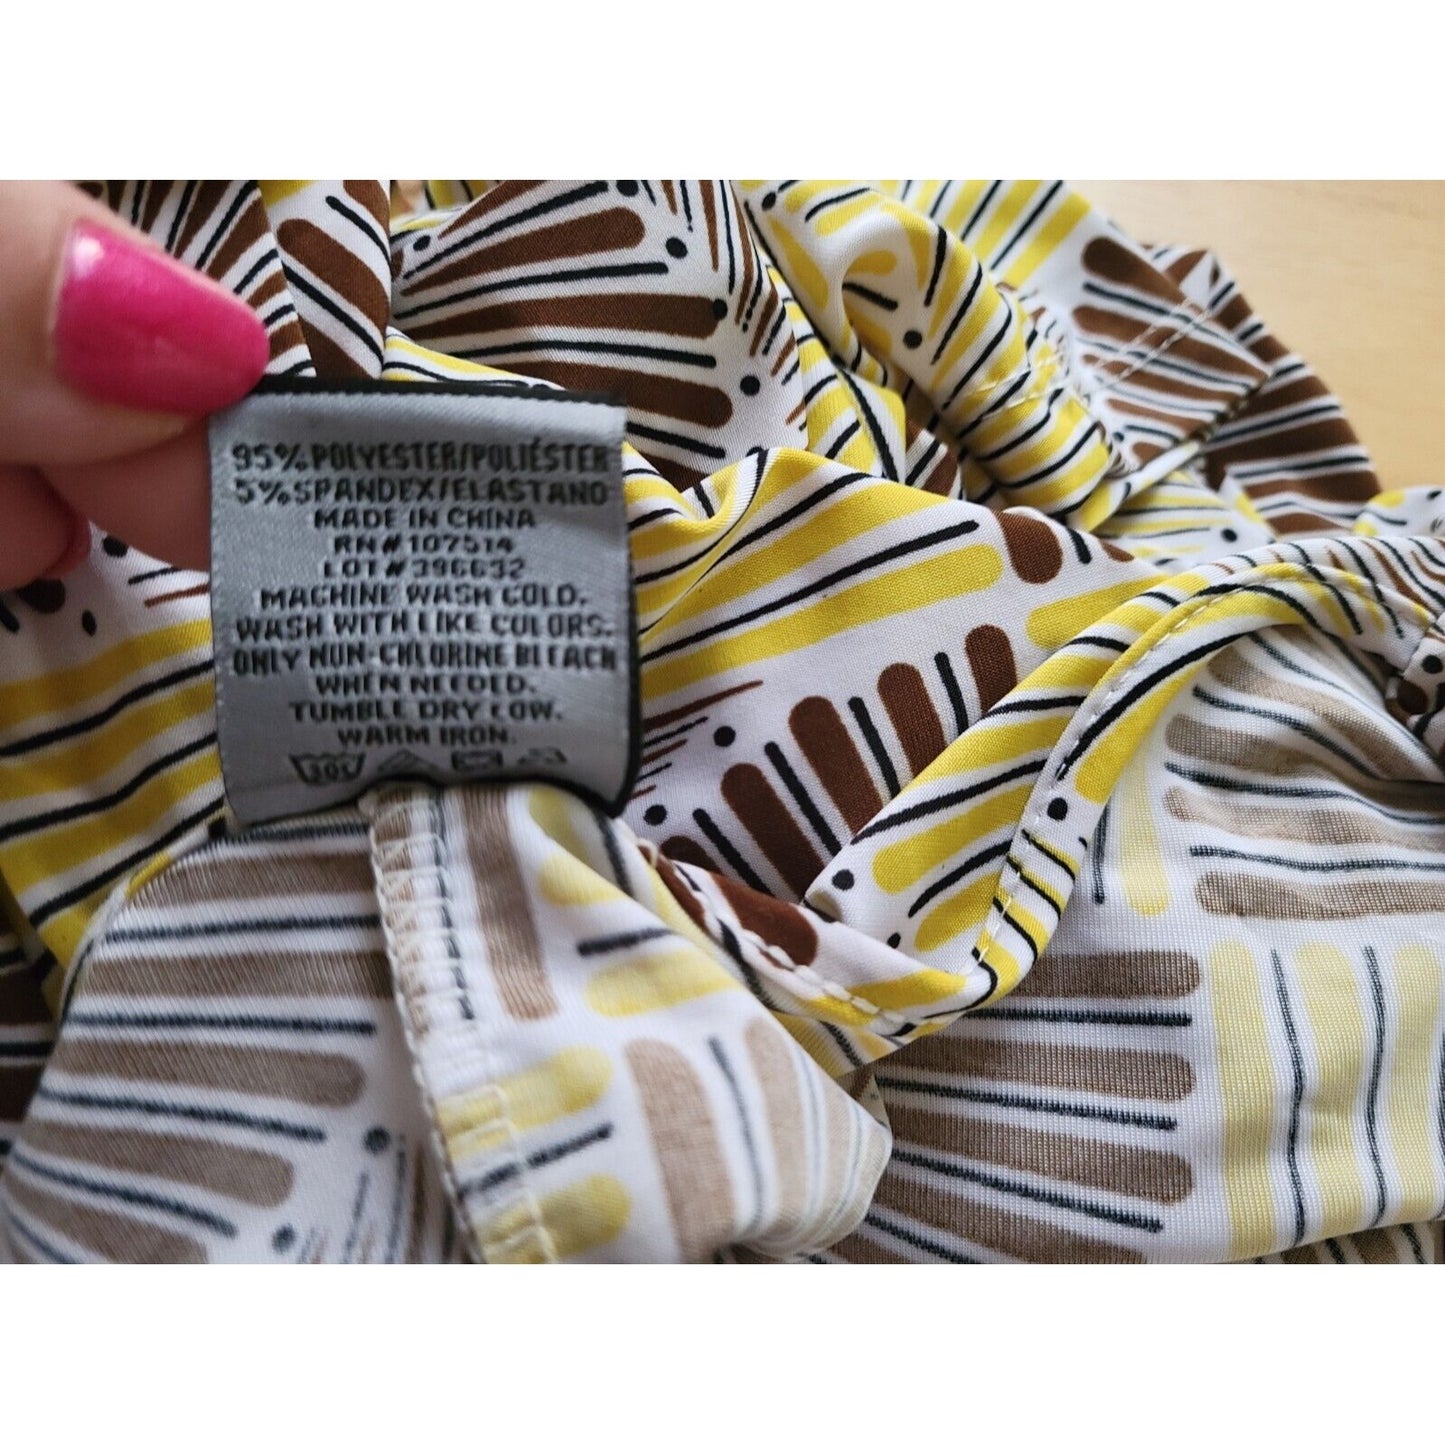 95% POLYESTER/POLIÉSTER
5% SPANDEX/ELASTANO
MADE IN CHINA
RN# 107514
LOT# 396632
MACHINE WASH COLD.
WASH WITH LIKE COLORS.
ONLY NON-CHLORINE BLEACH
WHEN NEEDED.
TUMBLE DRY LOW.
WARM IRON.
30